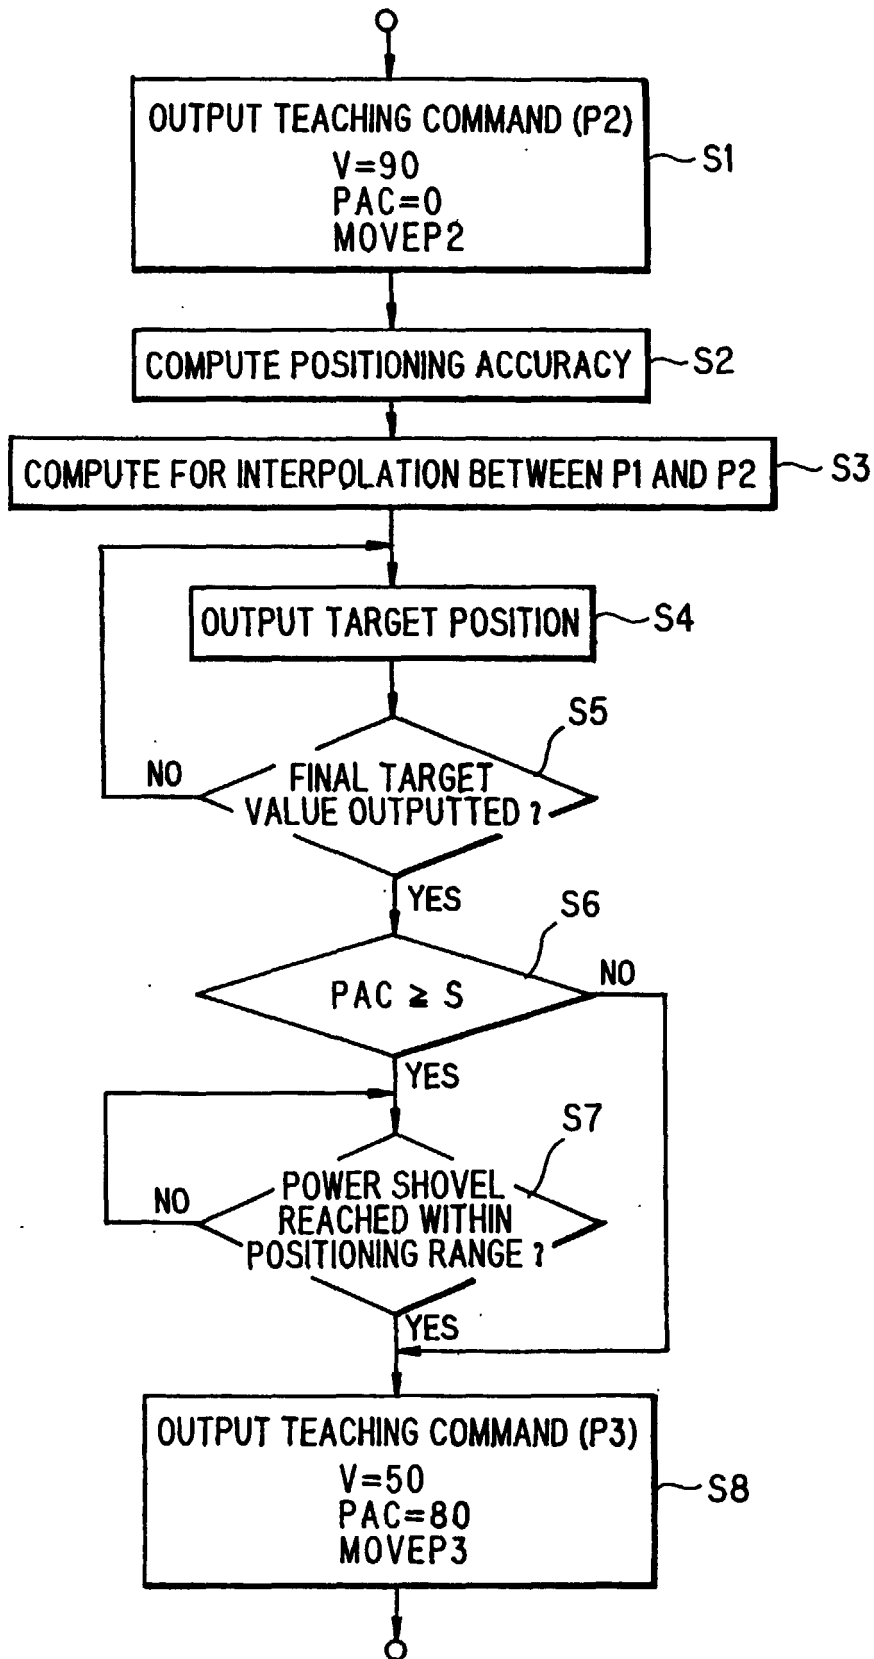 OUTPUT TEACHING COMMAND (P2)
V=90
PAC=0
MOVEP2
S1
COMPUTE POSITIONING ACCURACY
S2
COMPUTE FOR INTERPOLATION BETWEEN P1 AND P2
S3
OUTPUT TARGET POSITION
S4
S5
NO
FINAL TARGET
VALUE OUTPUTTED ?
YES
S6
NO
PAC ≧ S
YES
S7
NO
POWER SHOVEL
REACHED WITHIN
POSITIONING RANGE ?
YES
OUTPUT TEACHING COMMAND (P3)
V=50
PAC=80
MOVEP3
S8